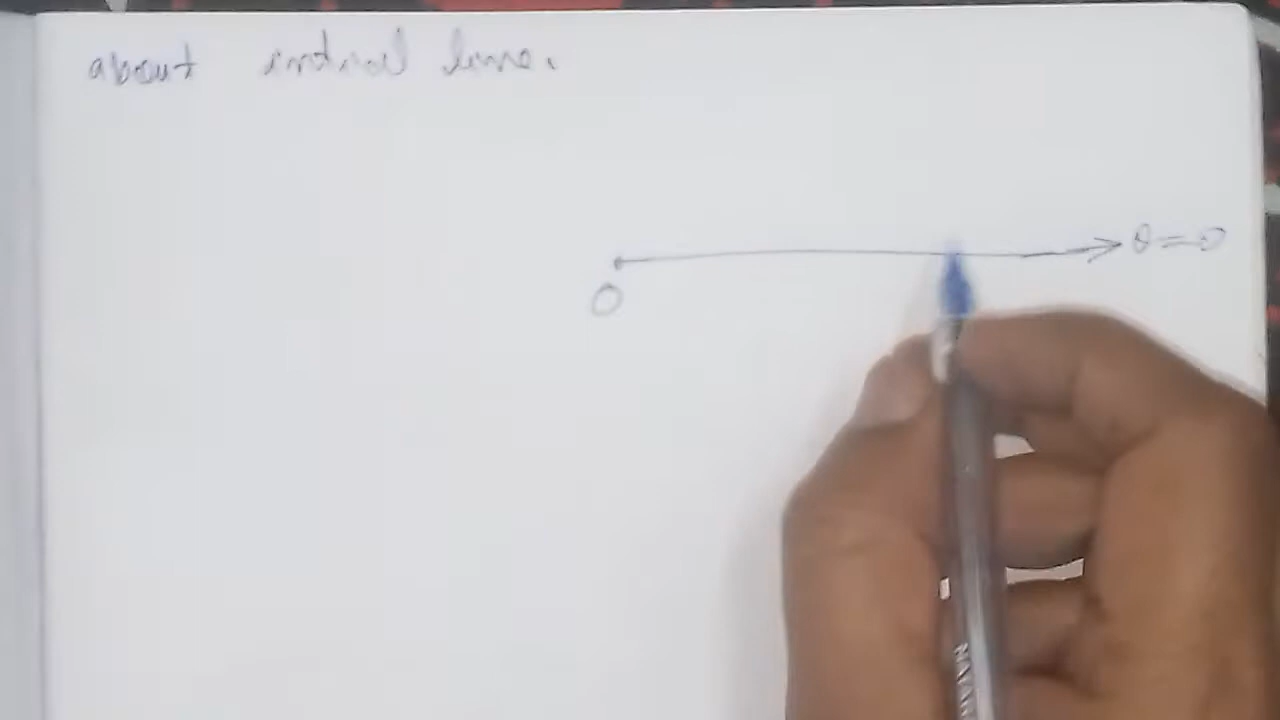 about initial line.
θ=0
O